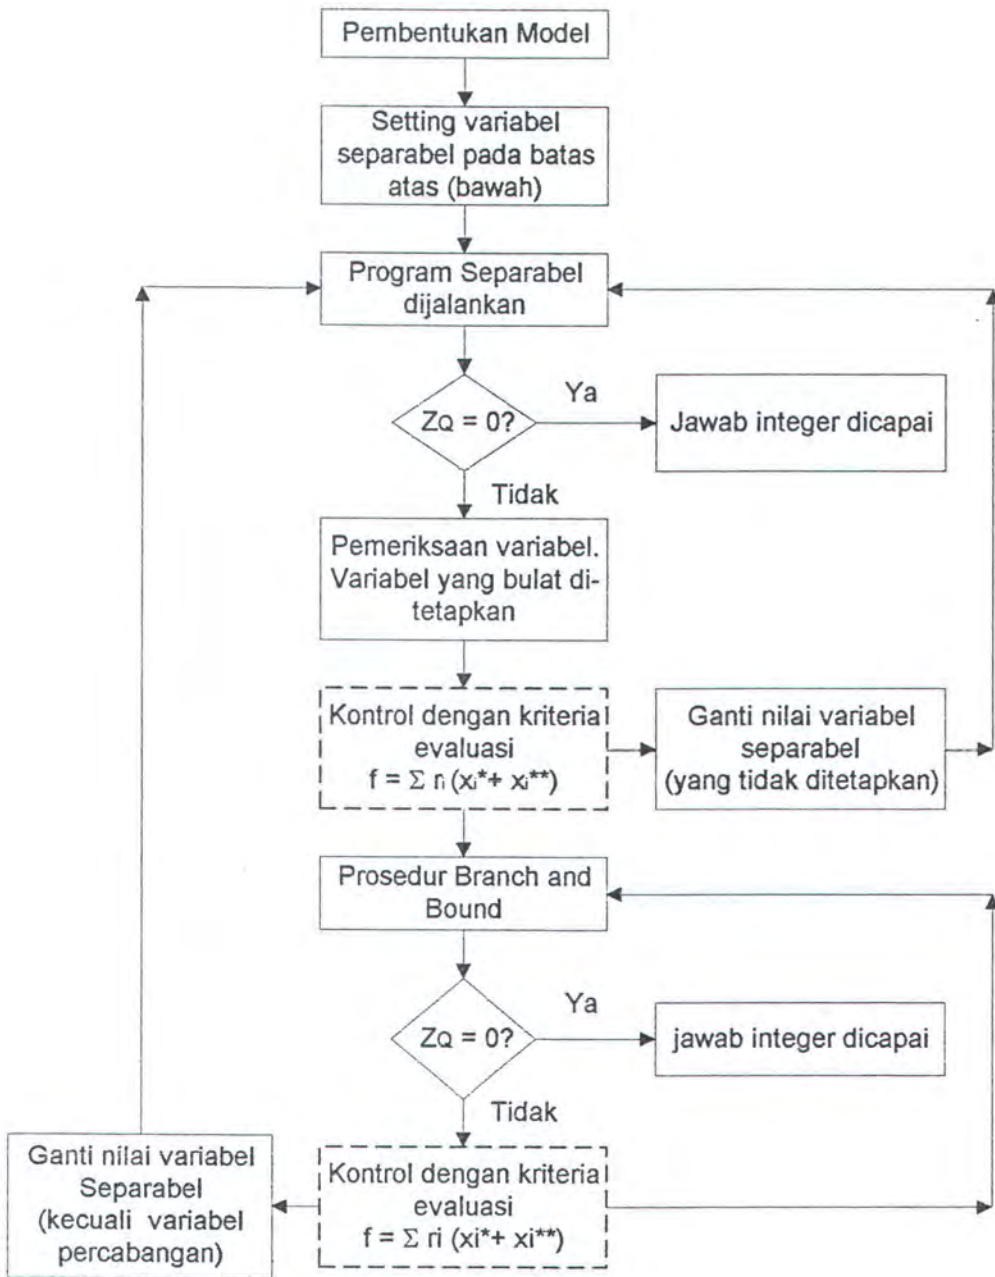 Pembentukan Model
Setting variabel
separabel pada batas
atas (bawah)
Program Separabel
dijalankan
ZQ = 0?
Ya
Jawab integer dicapai
Tidak
Pemeriksaan variabel.
Variabel yang bulat di-
tetapkan
Kontrol dengan kriteria
evaluasi
f = Σ ri (xi*+ xi**)
Ganti nilai variabel
separabel
(yang tidak ditetapkan)
Prosedur Branch and
Bound
ZQ = 0?
Ya
jawab integer dicapai
Tidak
Kontrol dengan kriteria
evaluasi
f = Σ ri (xi*+ xi**)
Ganti nilai variabel
Separabel
(kecuali variabel
percabangan)